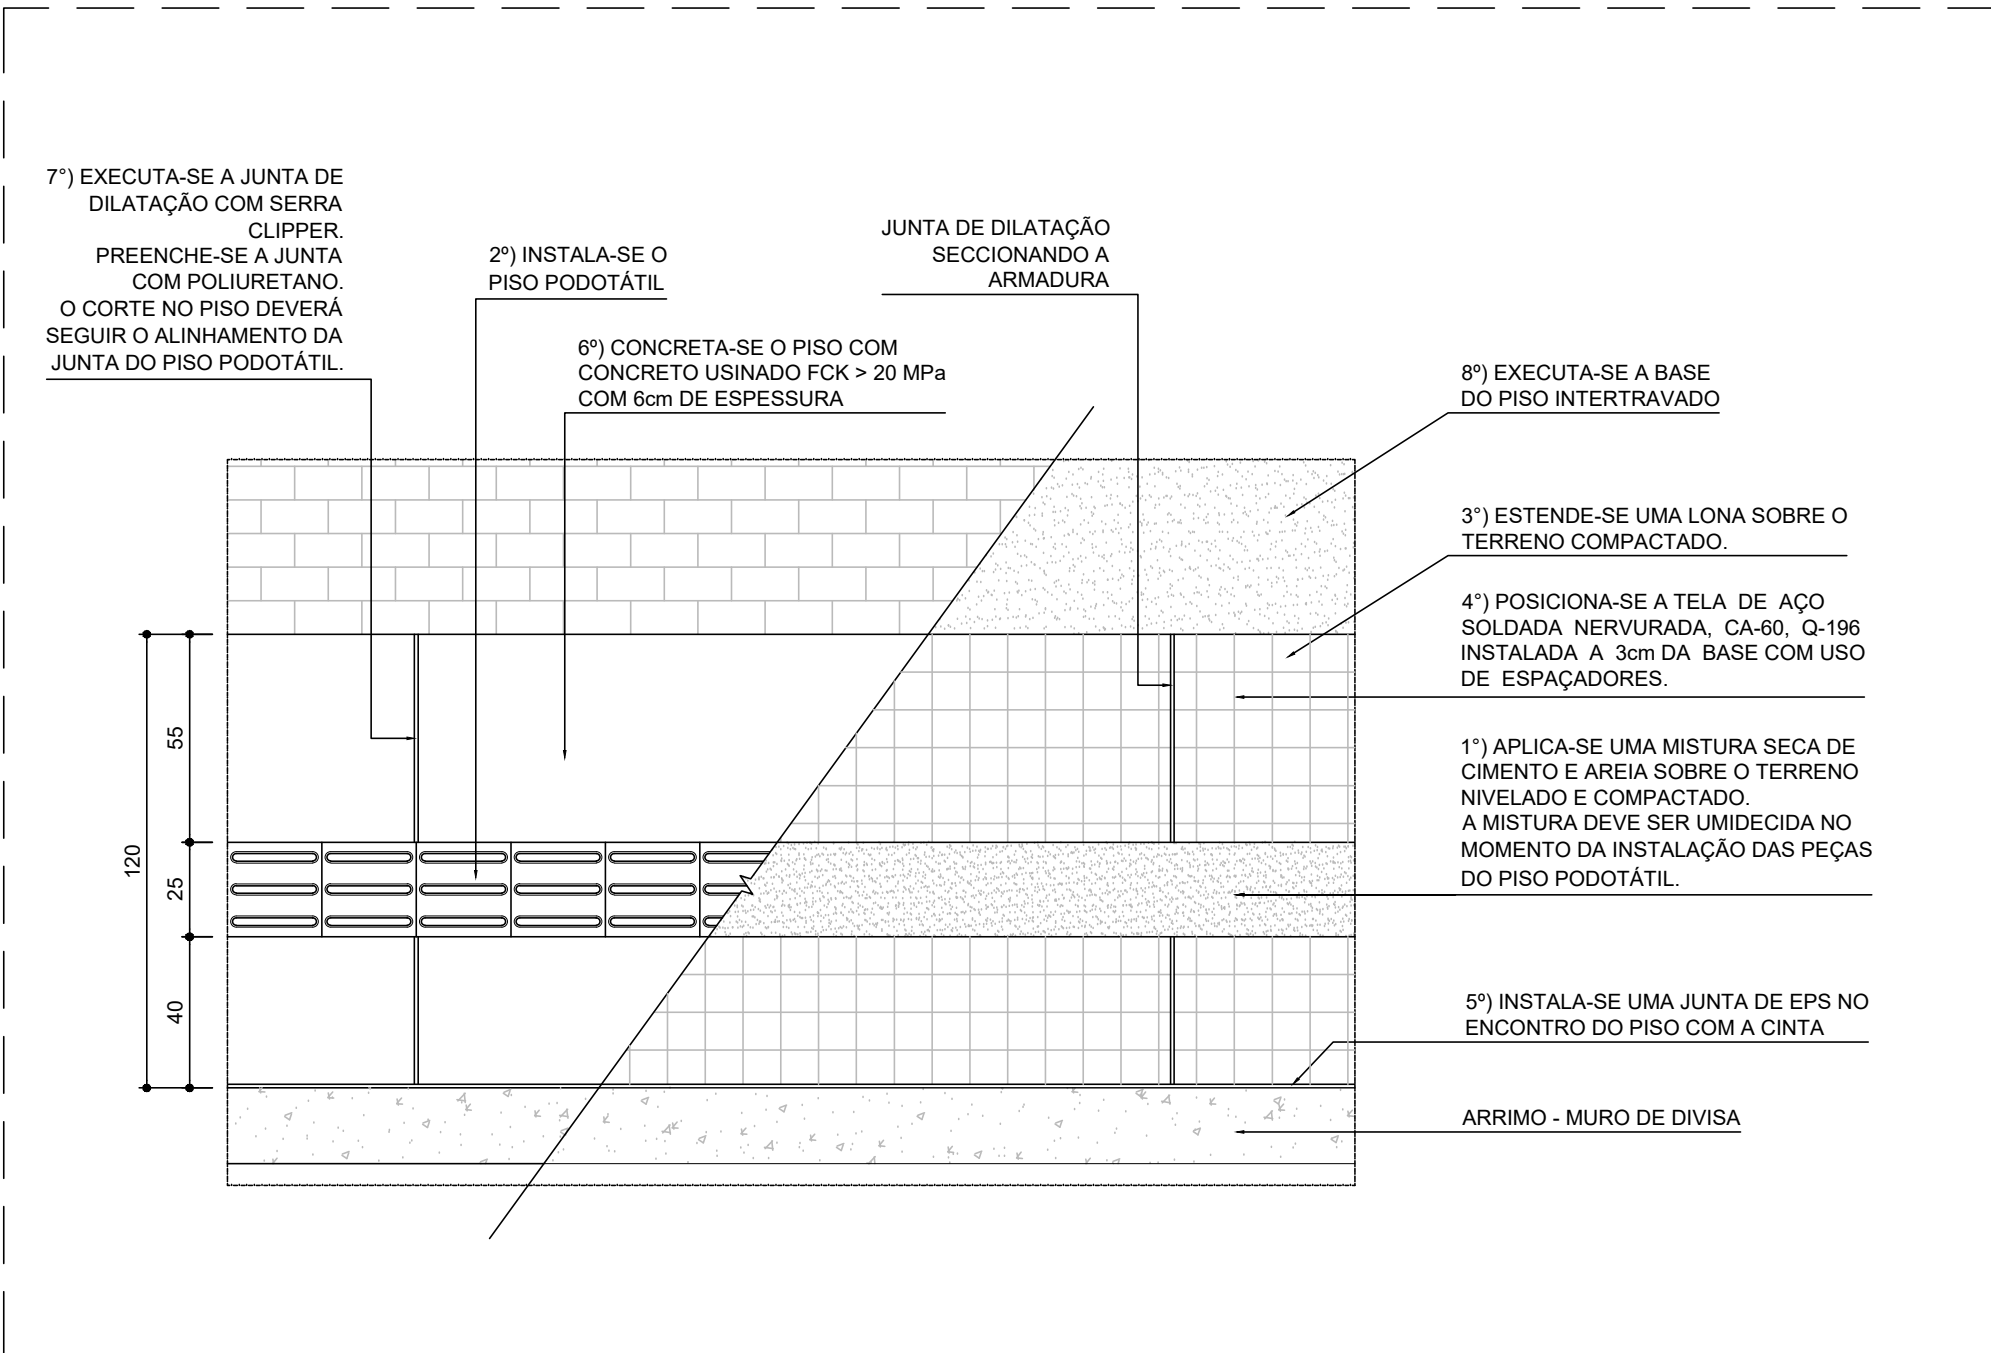 7°) EXECUTA-SE A JUNTA DE
DILATAÇÃO COM SERRA
CLIPPER.
PREENCHE-SE A JUNTA
COM POLIURETANO.
O CORTE NO PISO DEVERÁ
SEGUIR O ALINHAMENTO DA
JUNTA DO PISO PODOTÁTIL.
2º) INSTALA-SE O
PISO PODOTÁTIL
6º) CONCRETA-SE O PISO COM
CONCRETO USINADO FCK > 20 MPa
COM 6cm DE ESPESSURA
JUNTA DE DILATAÇÃO
SECCIONANDO A
ARMADURA
8º) EXECUTA-SE A BASE
DO PISO INTERTRAVADO
3°) ESTENDE-SE UMA LONA SOBRE O
TERRENO COMPACTADO.
4°) POSICIONA-SE A TELA DE AÇO
SOLDADA NERVURADA, CA-60, Q-196
INSTALADA A 3cm DA BASE COM USO
DE ESPAÇADORES.
1°) APLICA-SE UMA MISTURA SECA DE
CIMENTO E AREIA SOBRE O TERRENO
NIVELADO E COMPACTADO.
A MISTURA DEVE SER UMIDECIDA NO
MOMENTO DA INSTALAÇÃO DAS PEÇAS
DO PISO PODOTÁTIL.
5º) INSTALA-SE UMA JUNTA DE EPS NO
ENCONTRO DO PISO COM A CINTA
ARRIMO - MURO DE DIVISA
120
55
25
40